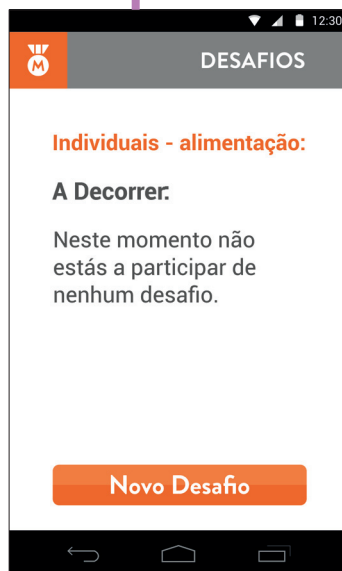 12:30
M
DESAFIOS
Individuais - alimentação:
A Decorrer:
Neste momento não
estás a participar de
nenhum desafio.
Novo Desafio